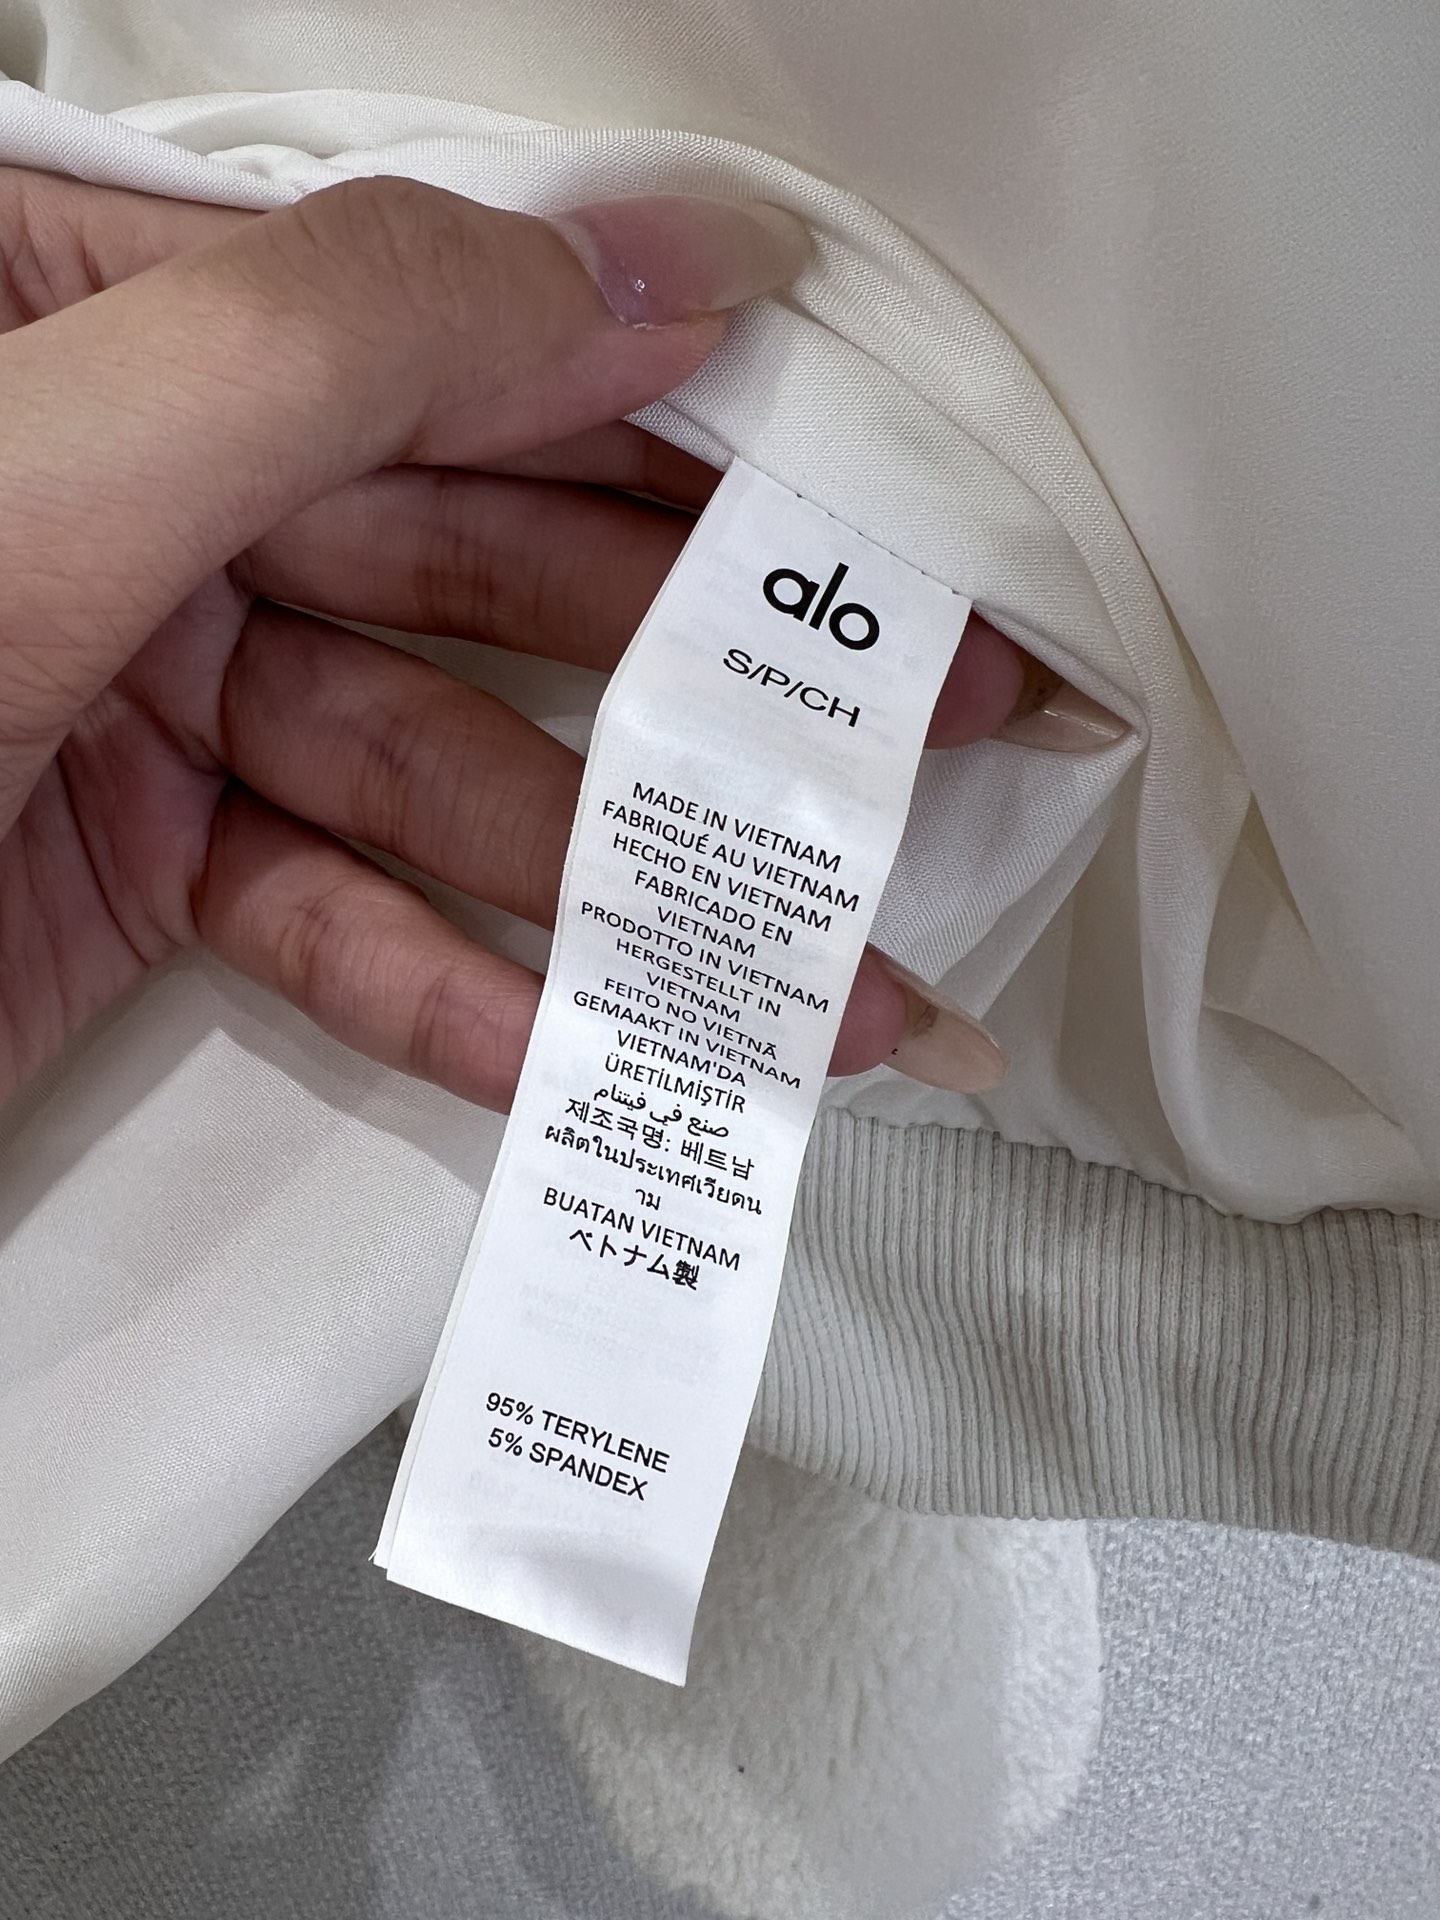 alo
S/P/CH
MADE IN VIETNAM
FABRIQUÉ AU VIETNAM
HECHO EN VIETNAM
FABRICADO EN
VIETNAM
PRODOTTO IN VIETNAM
HERGESTELLT IN
VIETNAM
FEITO NO VIETNÃ
GEMAAKT IN VIETNAM
VIETNAM'DA
ÜRETİLMİŞTİR
صنع في فيتنام
제조국명: 베트남
ผลิตในประเทศเวียดน
าม
BUATAN VIETNAM
ベトナム製
95% TERYLENE
5% SPANDEX